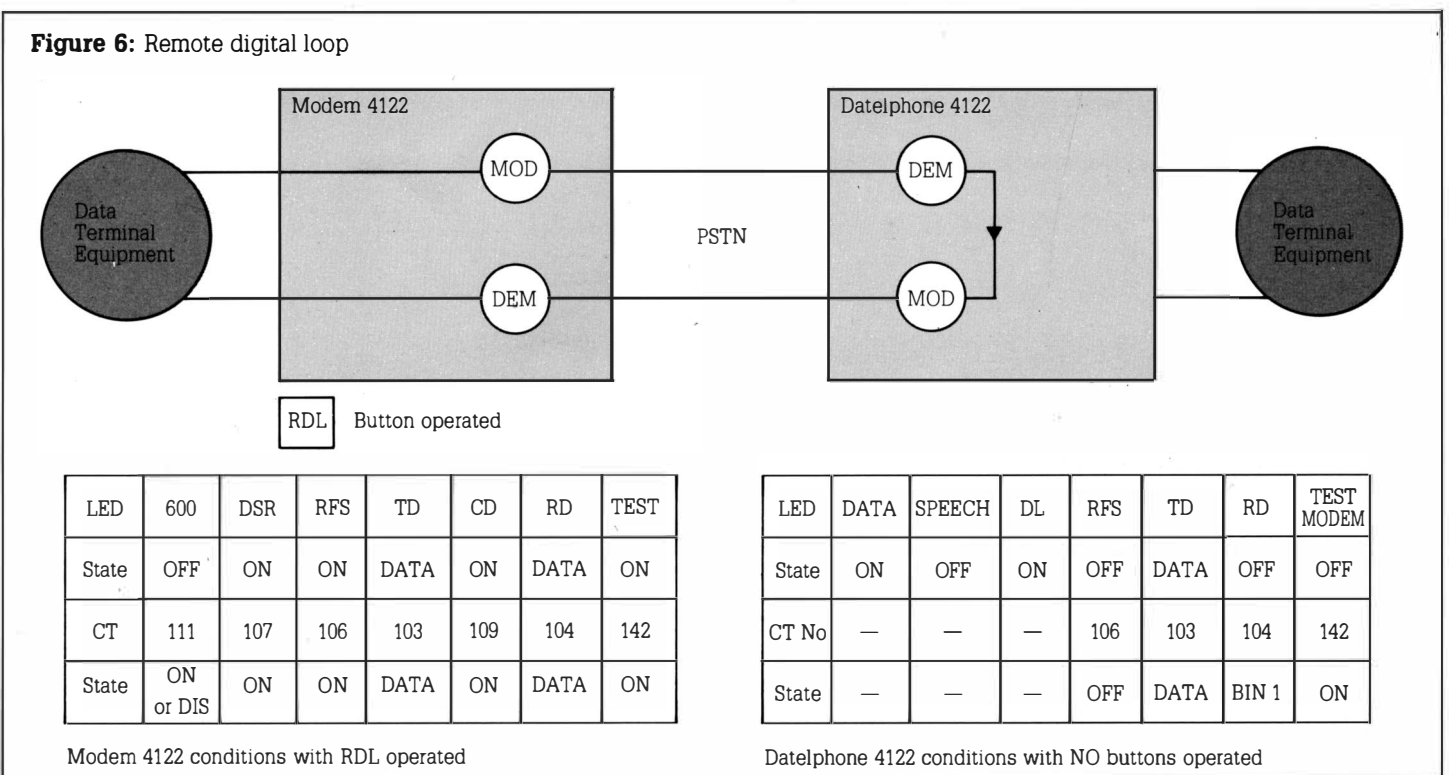 Figure 6: Remote digital loop
Modem 4122
Datelphone 4122
MOD
DEM
Data
Terminal
Equipment
PSTN
Data
Terminal
Equipment
DEM
MOD
RDL Button operated
LED 600 DSR RFS TD CD RD TEST
State OFF ON ON DATA ON DATA ON
CT 111 107 106 103 109 104 142
State ON or DIS ON ON DATA ON DATA ON
Modem 4122 conditions with RDL operated
LED DATA SPEECH DL RFS TD RD TEST MODEM
State ON OFF ON OFF DATA OFF OFF
CT No — — — 106 103 104 142
State — — — OFF DATA BIN 1 ON
Datelphone 4122 conditions with NO buttons operated